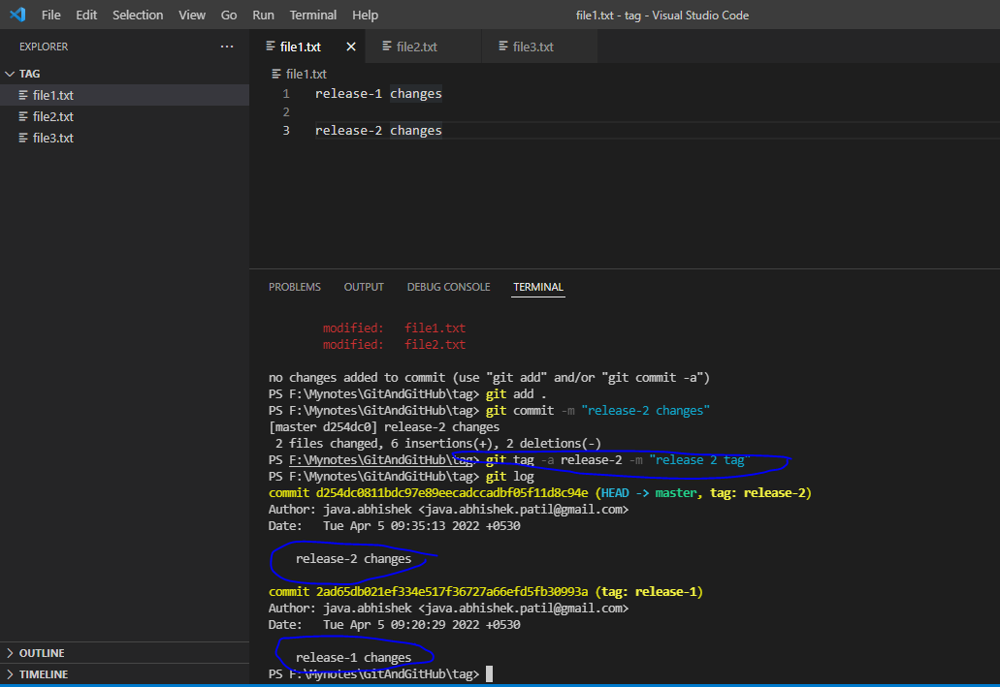 File Edit Selection View Go Run Terminal Help
file1.txt - tag - Visual Studio Code
EXPLORER
TAG
file1.txt
file2.txt
file3.txt
OUTLINE
TIMELINE
file1.txt file2.txt file3.txt
file1.txt
1 release-1 changes
2
3 release-2 changes
PROBLEMS OUTPUT DEBUG CONSOLE TERMINAL
modified: file1.txt
modified: file2.txt
no changes added to commit (use "git add" and/or "git commit -a")
PS F:\Mynotes\GitAndGitHub\tag> git add .
PS F:\Mynotes\GitAndGitHub\tag> git commit -m "release-2 changes"
[master d254dc0] release-2 changes
2 files changed, 6 insertions(+), 2 deletions(-)
PS F:\Mynotes\GitAndGitHub\tag> git tag -a release-2 -m "release 2 tag"
PS F:\Mynotes\GitAndGitHub\tag> git log
commit d254dc0811bdc97e89eecadccadbf05f11d8c94e (HEAD -> master, tag: release-2)
Author: java.abhishek <java.abhishek.patil@gmail.com>
Date: Tue Apr 5 09:35:13 2022 +0530
release-2 changes
commit 2ad65db021ef334e517f36727a66efd5fb30993a (tag: release-1)
Author: java.abhishek <java.abhishek.patil@gmail.com>
Date: Tue Apr 5 09:20:29 2022 +0530
release-1 changes
PS F:\Mynotes\GitAndGitHub\tag>